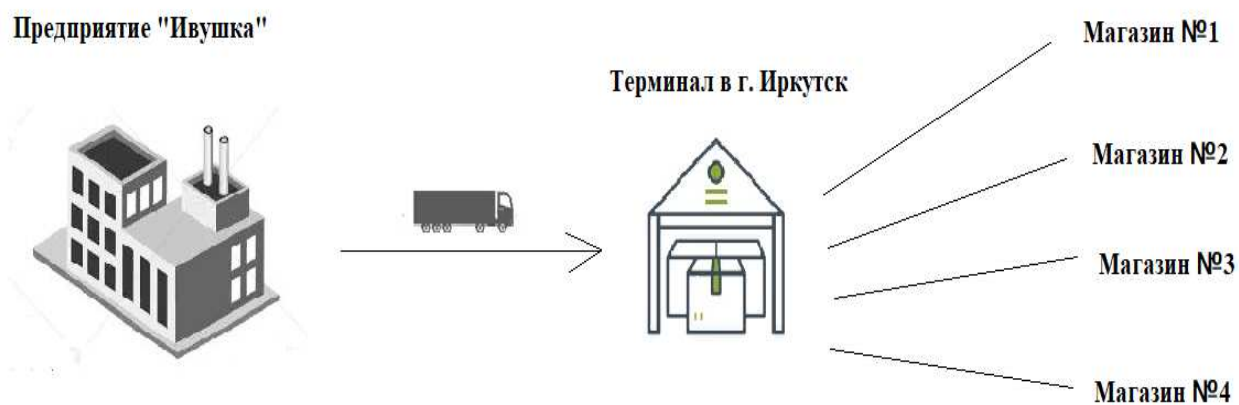 Предприятие "Ивушка"
Терминал в г. Иркутск
Магазин №1
Магазин №2
Магазин №3
Магазин №4